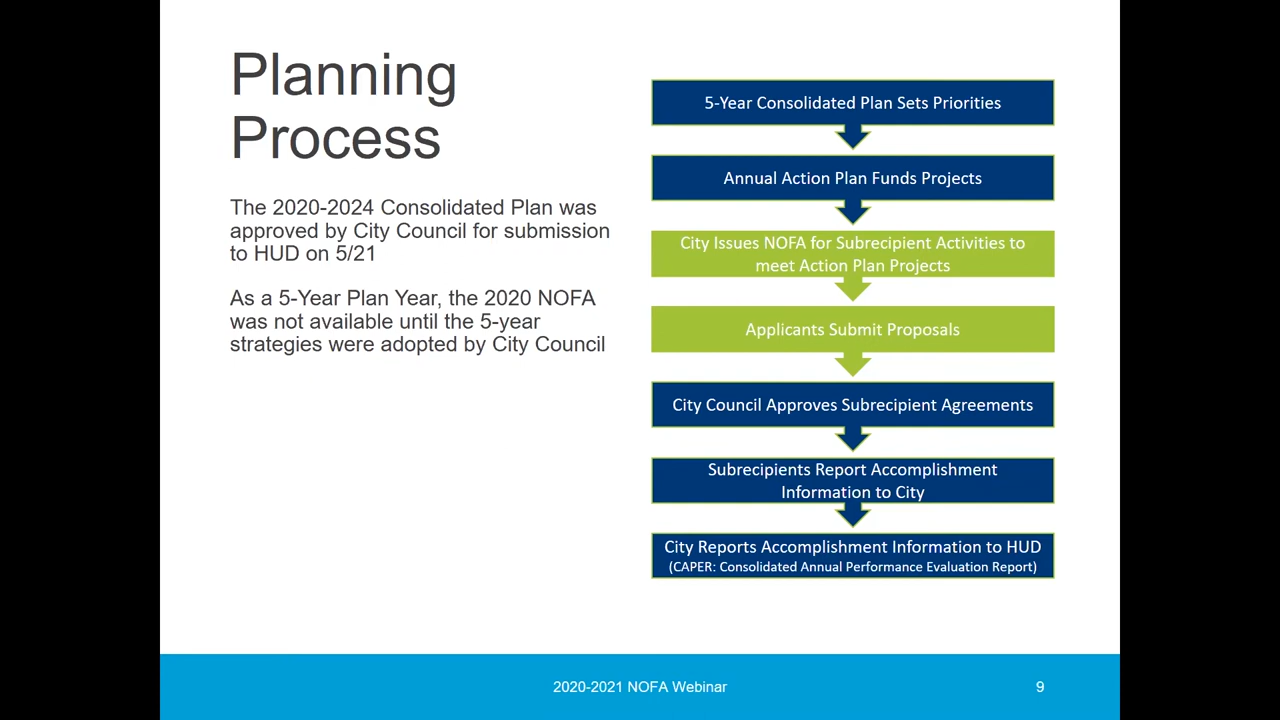 Planning
Process
The 2020-2024 Consolidated Plan was
approved by City Council for submission
to HUD on 5/21
As a 5-Year Plan Year, the 2020 NOFA
was not available until the 5-year
strategies were adopted by City Council
5-Year Consolidated Plan Sets Priorities
Annual Action Plan Funds Projects
City Issues NOFA for Subrecipient Activities to
meet Action Plan Projects
Applicants Submit Proposals
City Council Approves Subrecipient Agreements
Subrecipients Report Accomplishment
Information to City
City Reports Accomplishment Information to HUD
(CAPER: Consolidated Annual Performance Evaluation Report)
2020-2021 NOFA Webinar
9